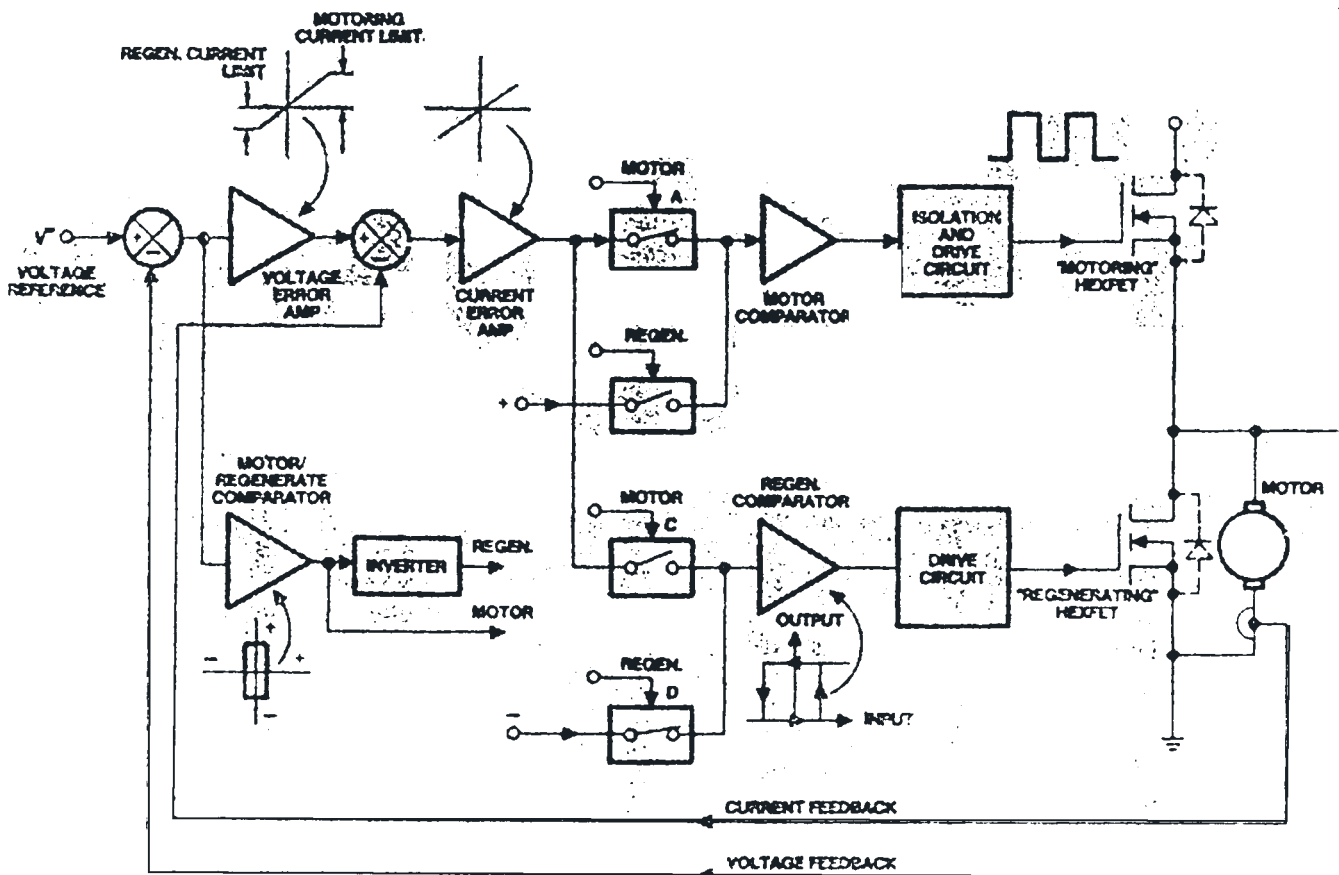 MOTORING
CURRENT LIMIT
REGEN. CURRENT
LIMIT
MOTOR
A
+
-
VOLTAGE
REFERENCE
VOLTAGE
ERROR
AMP
+
CURRENT
ERROR
AMP
MOTOR
COMPARATOR
ISOLATION
AND
DRIVE
CIRCUIT
"MOTORING"
HEXFET
REGEN.
+
MOTOR/
REGENERATE
COMPARATOR
INVERTER
REGEN.
MOTOR
+
- +
-
MOTOR
C
REGEN.
COMPARATOR
DRIVE
CIRCUIT
"REGENERATING"
HEXFET
MOTOR
OUTPUT
INPUT
REGEN.
D
-
CURRENT FEEDBACK
VOLTAGE FEEDBACK